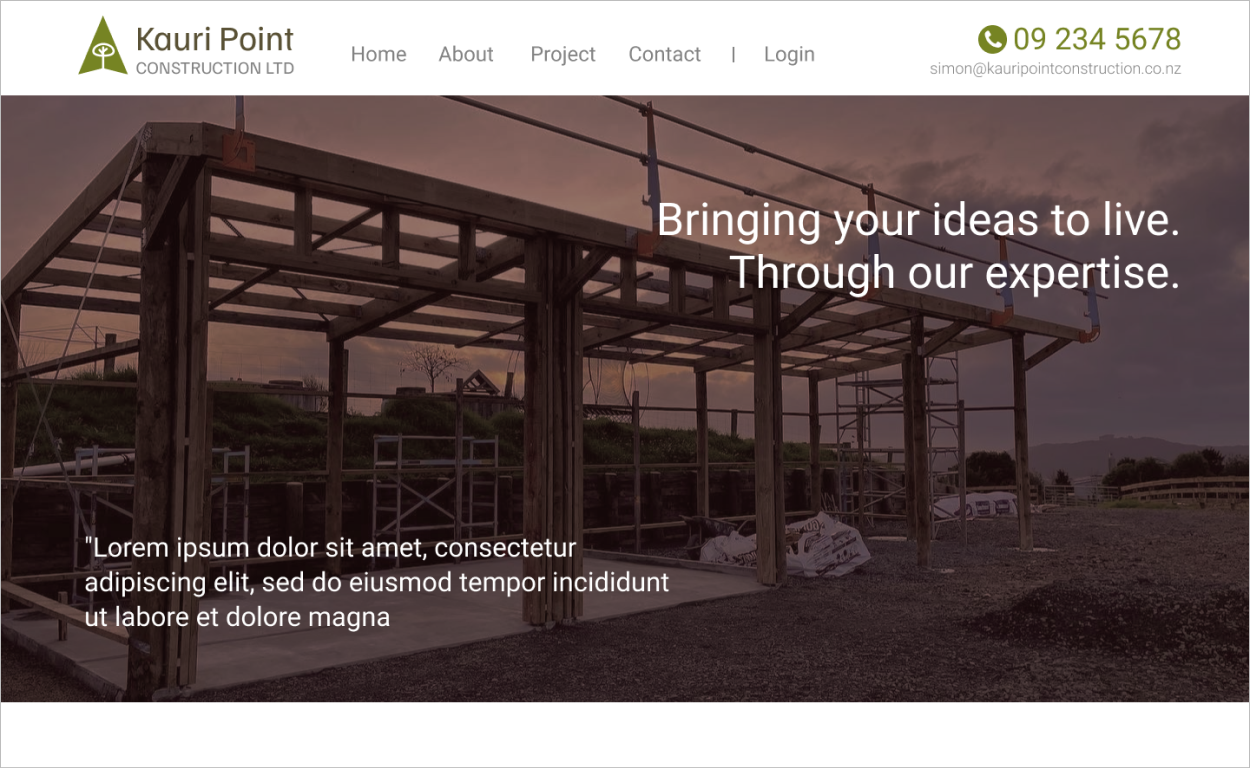 Kauri Point
CONSTRUCTION LTD
Home About Project Contact | Login
09 234 5678
simon@kauripointconstruction.co.nz
Bringing your ideas to live.
Through our expertise.
"Lorem ipsum dolor sit amet, consectetur
adipiscing elit, sed do eiusmod tempor incididunt
ut labore et dolore magna